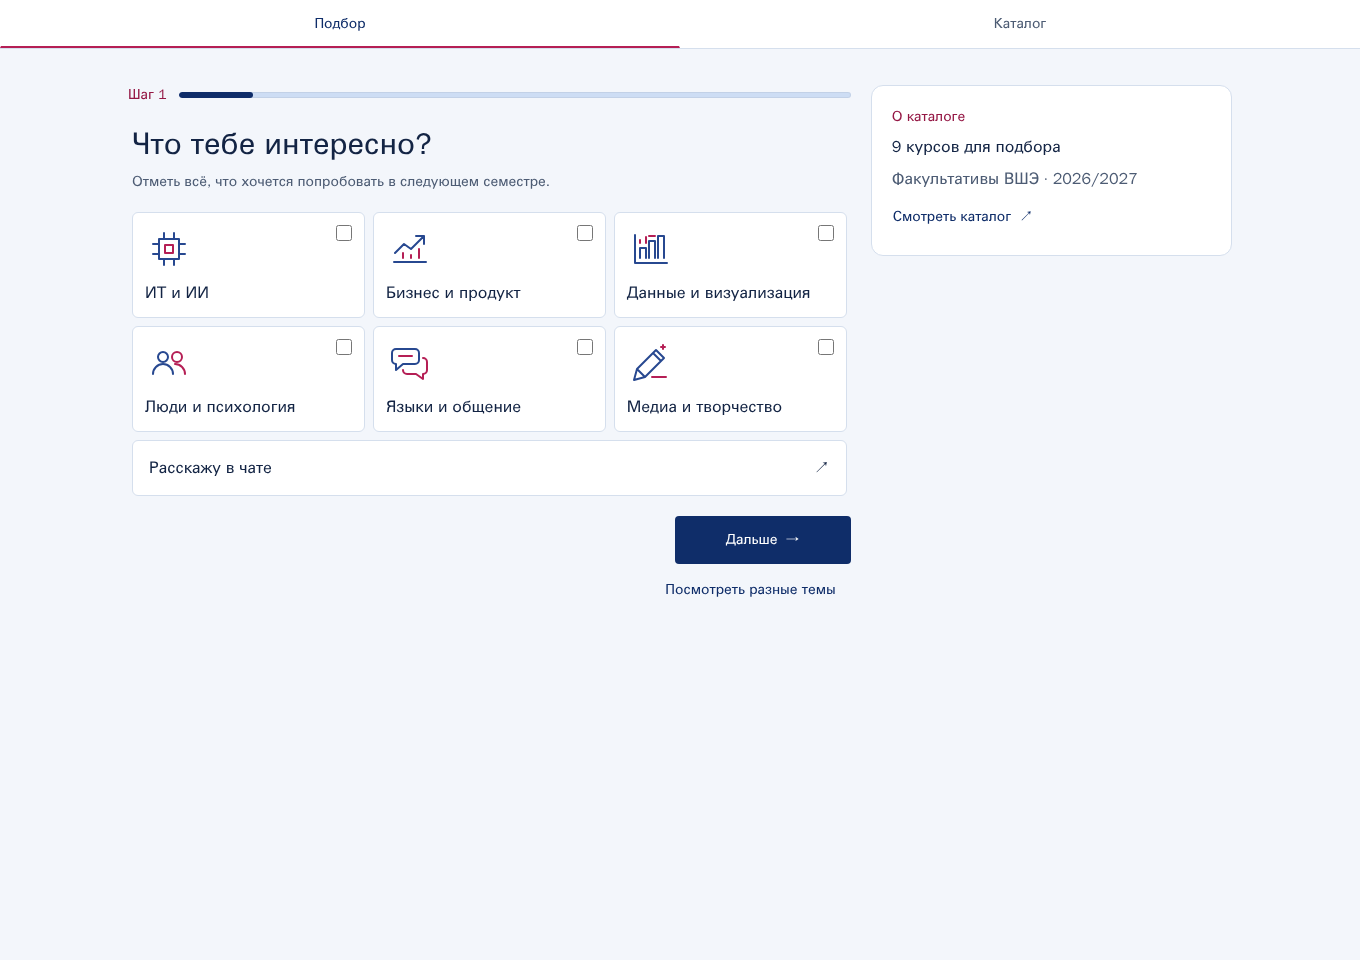 Подбор
Каталог
Шаг 1
Что тебе интересно?
Отметь всё, что хочется попробовать в следующем семестре.
ИТ и ИИ
Бизнес и продукт
Данные и визуализация
Люди и психология
Языки и общение
Медиа и творчество
Расскажу в чате ↗
Дальше →
Посмотреть разные темы
О каталоге
9 курсов для подбора
Факультативы ВШЭ · 2026/2027
Смотреть каталог ↗